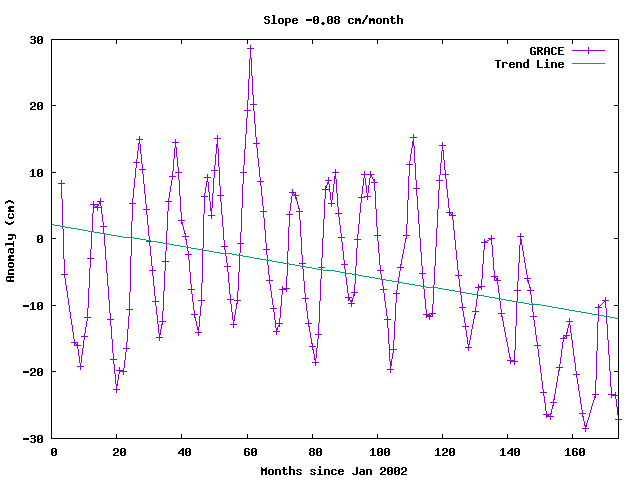 Slope -0.08 cm/month
GRACE
Trend Line
30
20
10
0
-10
-20
-30
Anomaly (cm)
0 20 40 60 80 100 120 140 160
Months since Jan 2002